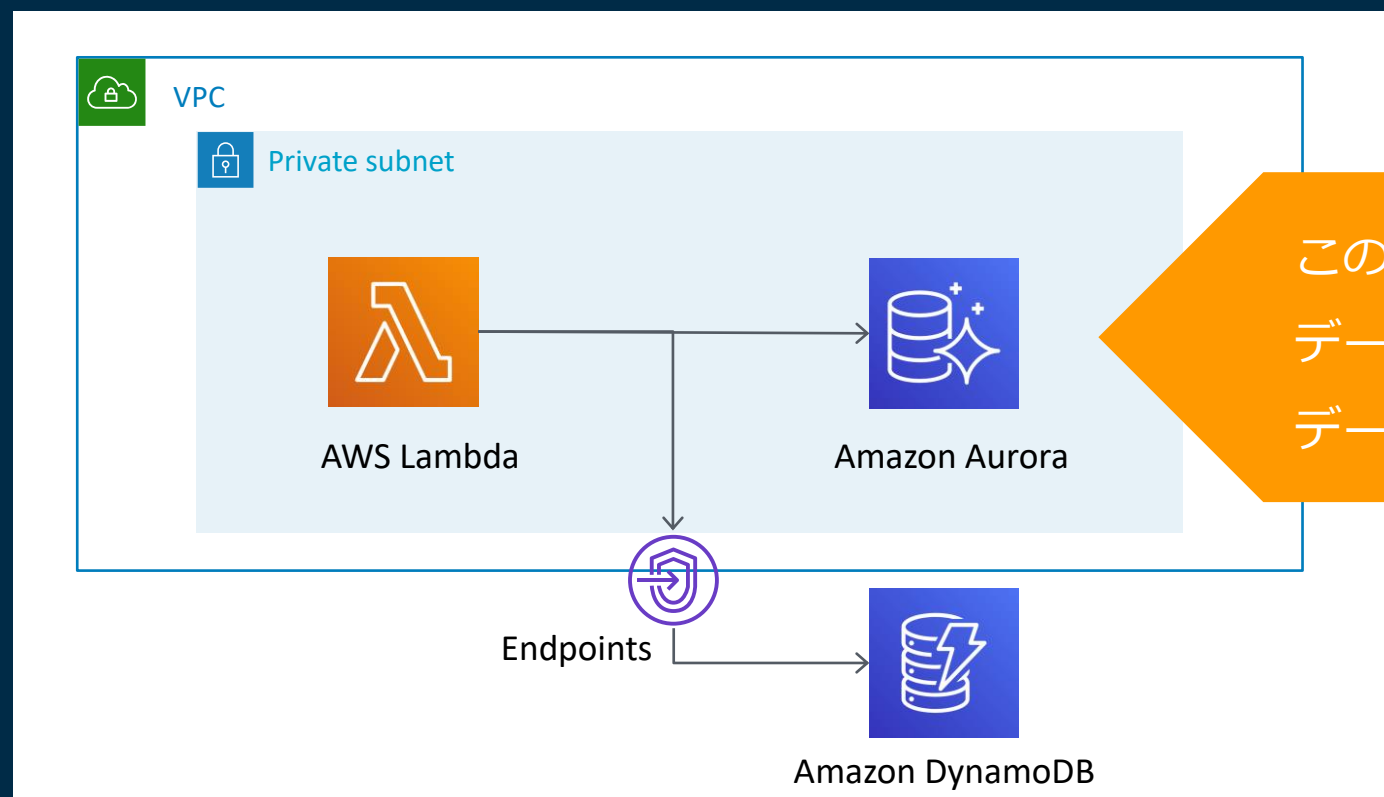 VPC
Private subnet
この
デー
デー
AWS Lambda
Amazon Aurora
Endpoints
Amazon DynamoDB